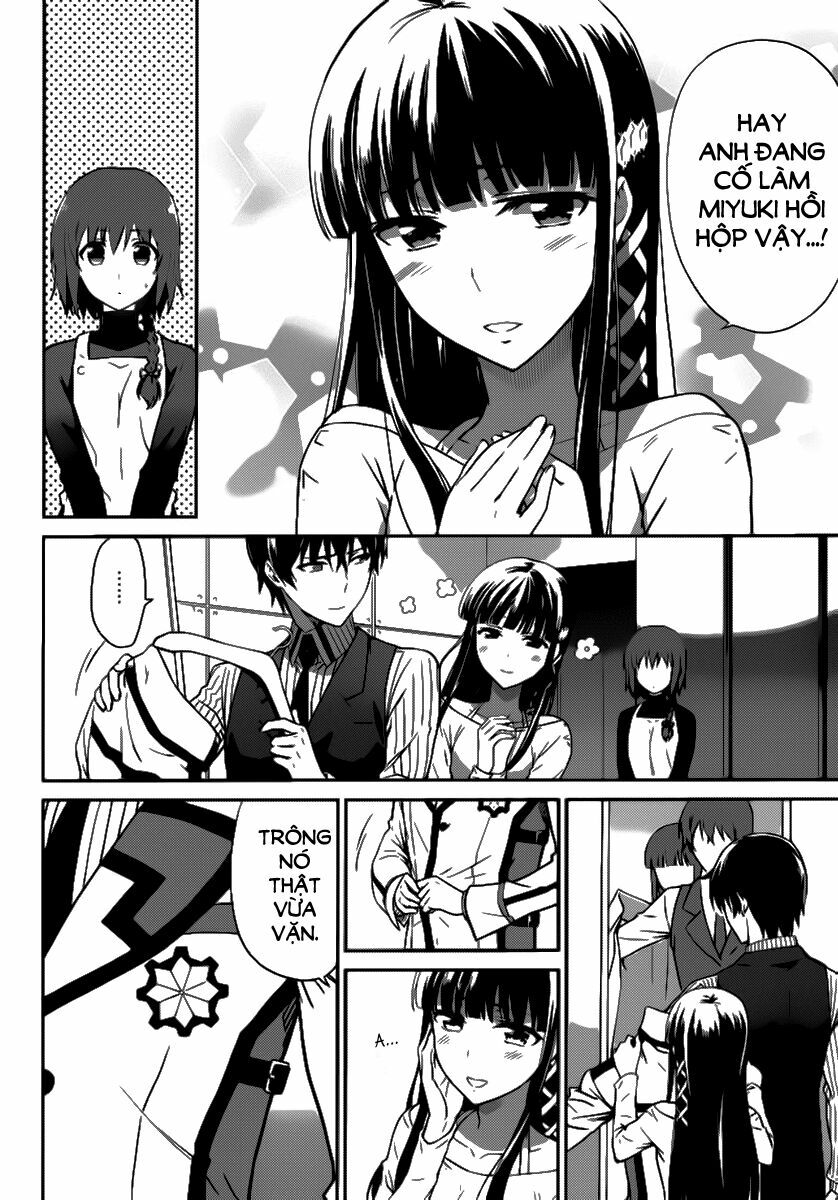 HAY
ANH ĐANG
CỐ LÀM
MIYUKI HỒI
HỘP VẬY...!
......
TRÔNG
NÓ
THẬT
VỪA
VẶN.
A...